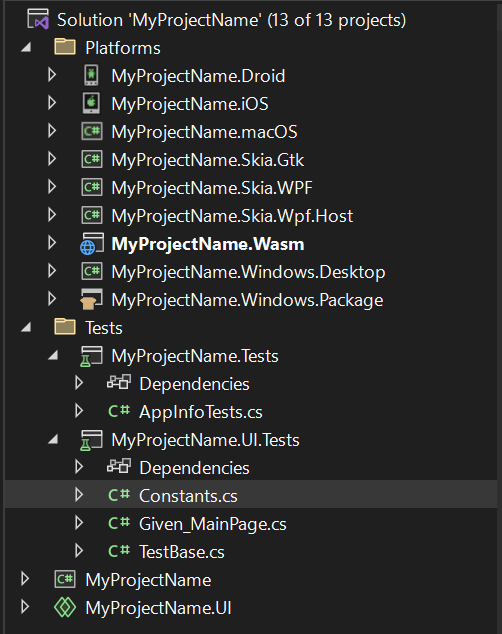 Solution 'MyProjectName' (13 of 13 projects)
Platforms
MyProjectName.Droid
MyProjectName.iOS
C# MyProjectName.macOS
C# MyProjectName.Skia.Gtk
C# MyProjectName.Skia.WPF
C# MyProjectName.Skia.Wpf.Host
MyProjectName.Wasm
C# MyProjectName.Windows.Desktop
MyProjectName.Windows.Package
Tests
MyProjectName.Tests
Dependencies
C# AppInfoTests.cs
MyProjectName.UI.Tests
Dependencies
C# Constants.cs
C# Given_MainPage.cs
C# TestBase.cs
C# MyProjectName
MyProjectName.UI